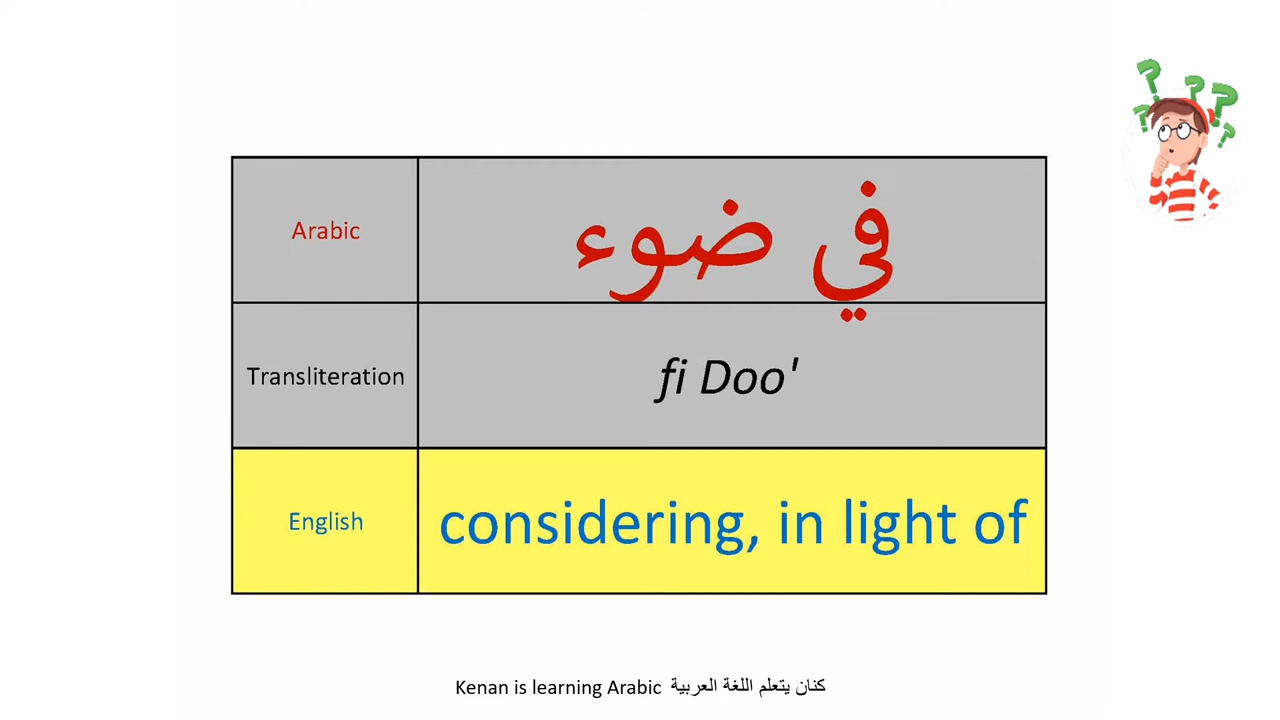 Arabic في ضوء
Transliteration fi Doo'
English considering, in light of
Kenan is learning Arabic كنان يتعلم اللغة العربية